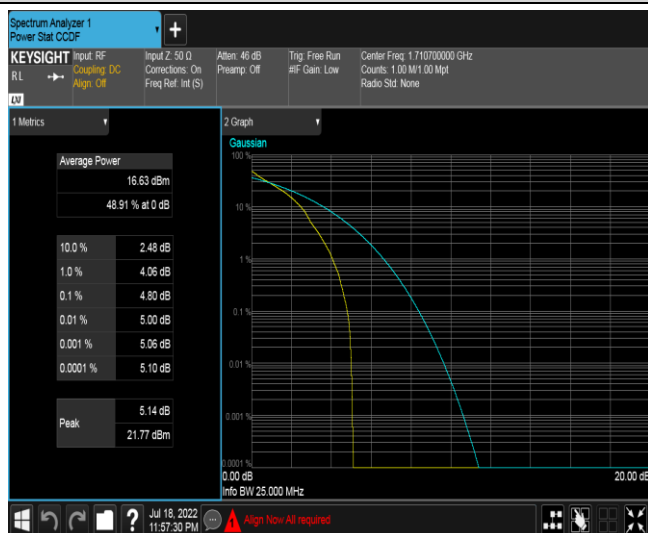 Spectrum Analyzer 1
Power Stat CCDF
+
KEYSIGHT
RL
LXI
Input: RF
Coupling: DC
Align: Off
Input Z: 50 Ω
Corrections: On
Freq Ref: Int (S)
Atten: 46 dB
Preamp: Off
Trig: Free Run
#IF Gain: Low
Center Freq: 1.710700000 GHz
Counts: 1.00 M/1.00 Mpt
Radio Std: None
1 Metrics
Average Power
16.63 dBm
48.91 % at 0 dB
10.0 % 2.48 dB
1.0 % 4.06 dB
0.1 % 4.80 dB
0.01 % 5.00 dB
0.001 % 5.06 dB
0.0001 % 5.10 dB
Peak
5.14 dB
21.77 dBm
2 Graph
Gaussian
100 %
10 %
1 %
0.1 %
0.01 %
0.001 %
0.0001 %
0.00 dB 20.00 dB
Info BW 25.000 MHz
?
Jul 18, 2022
11:57:30 PM
Align Now All required